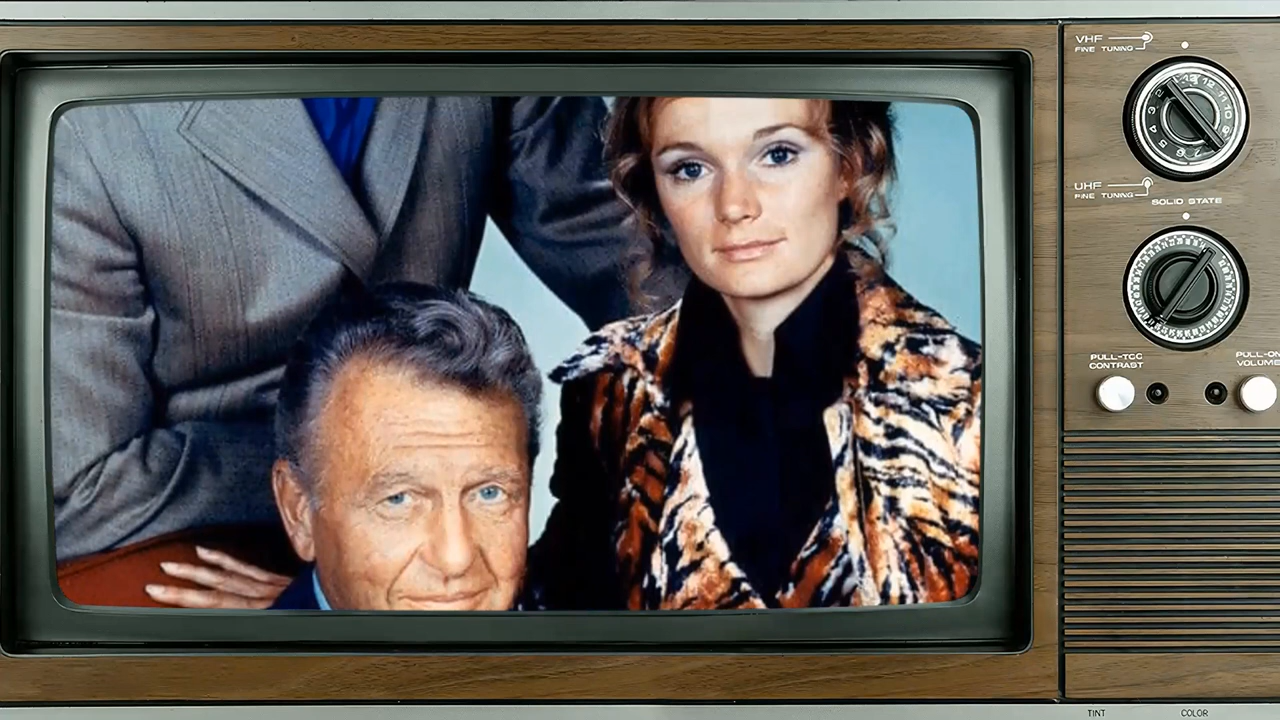 VHF
FINE TUNING
UHF
FINE TUNING
SOLID STATE
PULL-TCC
CONTRAST
PULL-ON
VOLUME
TINT
COLOR